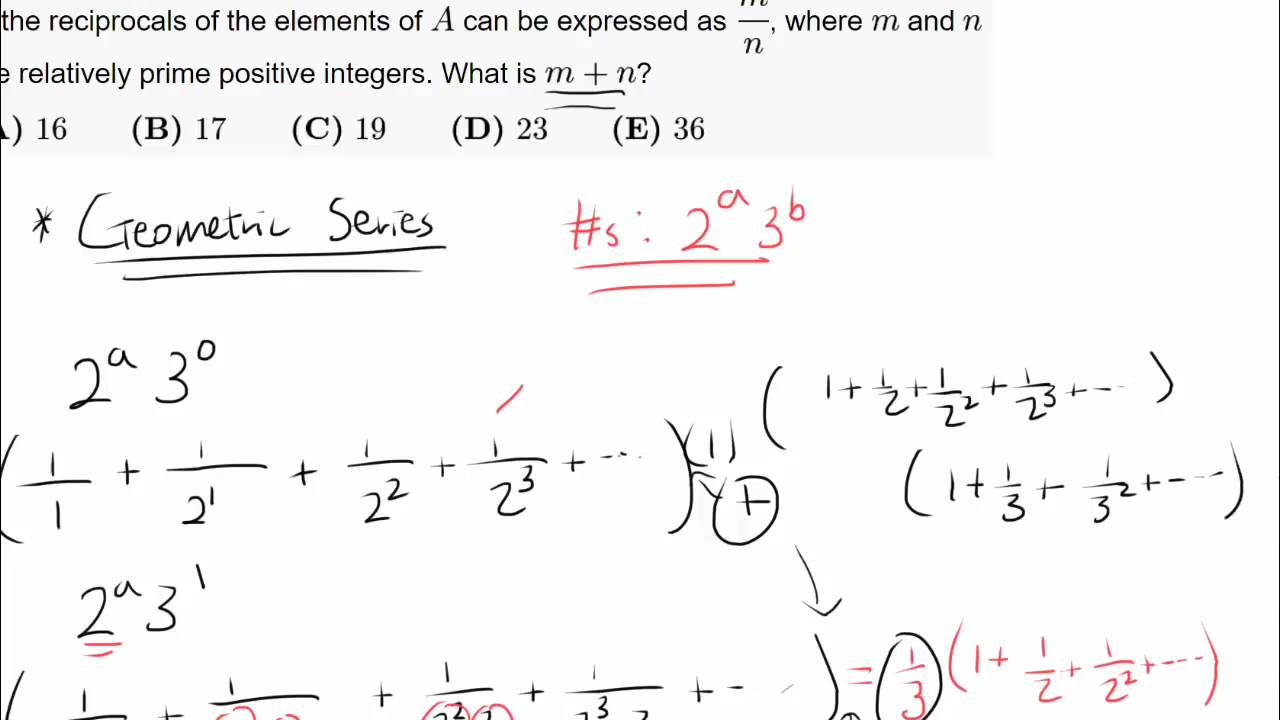 the reciprocals of the elements of A can be expressed as m/n, where m and n
e relatively prime positive integers. What is m + n?
) 16 (B) 17 (C) 19 (D) 23 (E) 36
* Geometric Series #s: 2^a 3^b
2^a 3^0
(1 + 1/2 + 1/2^2 + 1/2^3 + ...)
(1/1 + 1/2^1 + 1/2^2 + 1/2^3 + ...)(1)
(1 + 1/3 + 1/3^2 + ...)
+
2^a 3^1
= 1/3 (1 + 1/2 + 1/2^2 + ...)